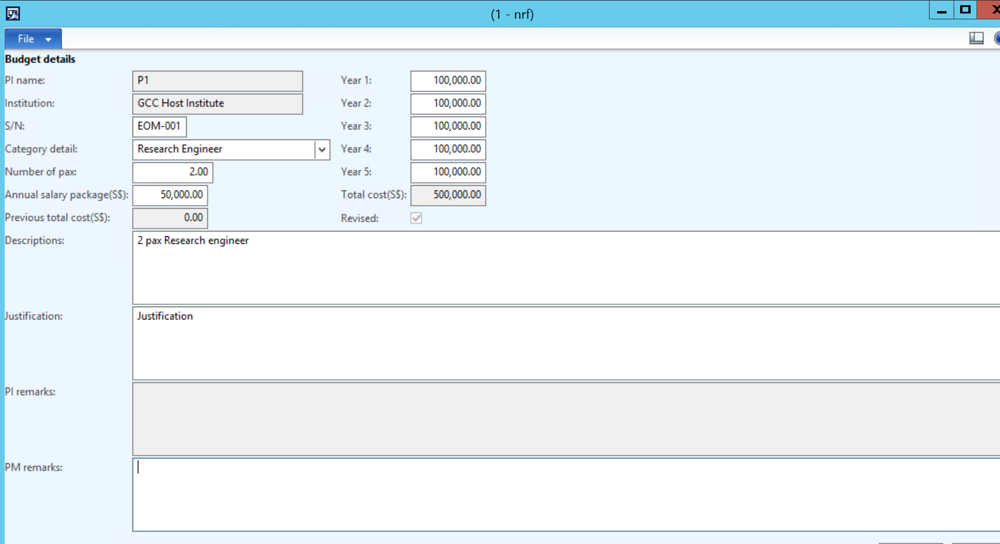 (1 - nrf)
File
Budget details
PI name: P1 Year 1: 100,000.00
Institution: GCC Host Institute Year 2: 100,000.00
S/N: EOM-001 Year 3: 100,000.00
Category detail: Research Engineer Year 4: 100,000.00
Number of pax: 2.00 Year 5: 100,000.00
Annual salary package(S$): 50,000.00 Total cost(S$): 500,000.00
Previous total cost(S$): 0.00 Revised:
Descriptions: 2 pax Research engineer
Justification: Justification
PI remarks:
PM remarks: